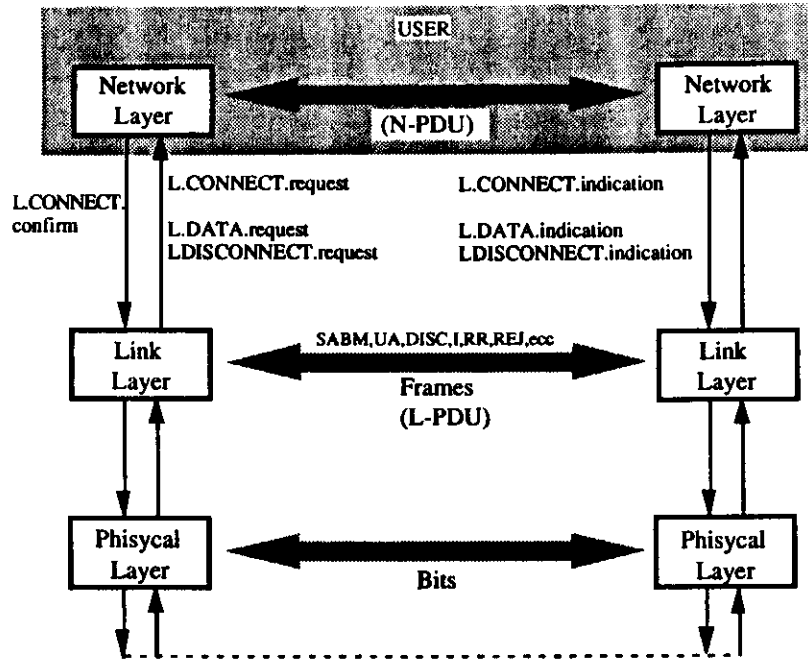 USER
Network
Layer
Network
Layer
(N-PDU)
L.CONNECT.
confirm
L.CONNECT.request
L.DATA.request
LDISCONNECT.request
L.CONNECT.indication
L.DATA.indication
LDISCONNECT.indication
Link
Layer
SABM,UA,DISC,I,RR,REJ,ecc
Frames
(L-PDU)
Link
Layer
Phisycal
Layer
Bits
Phisycal
Layer